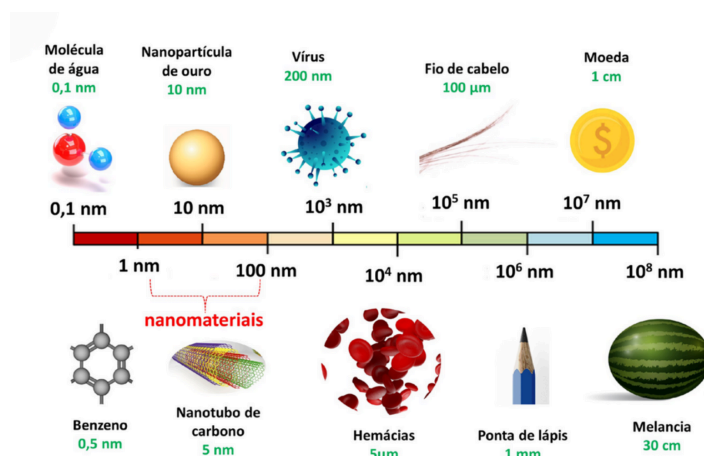 Molécula
de água
0,1 nm
Nanopartícula
de ouro
10 nm
Vírus
200 nm
Fio de cabelo
100 µm
Moeda
1 cm
$
0,1 nm
10 nm
10³ nm
10⁵ nm
10⁷ nm
1 nm
100 nm
10⁴ nm
10⁶ nm
10⁸ nm
nanomateriais
Benzeno
0,5 nm
Nanotubo de
carbono
5 nm
Hemácias
5µm
Ponta de lápis
1 mm
Melancia
30 cm